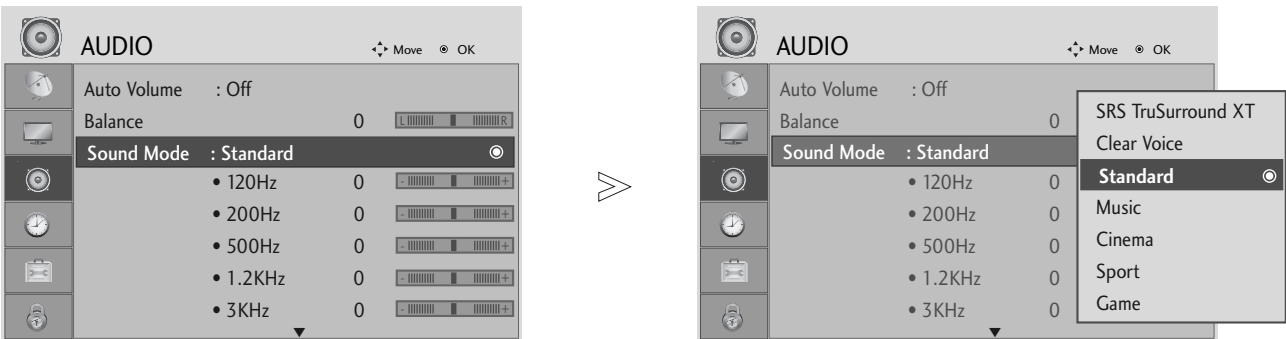 AUDIO Move OK
Auto Volume : Off
Balance 0 L R
Sound Mode : Standard
• 120Hz 0 - +
• 200Hz 0 - +
• 500Hz 0 - +
• 1.2KHz 0 - +
• 3KHz 0 - +
AUDIO Move OK
Auto Volume : Off
Balance 0
Sound Mode : Standard
• 120Hz 0
• 200Hz 0
• 500Hz 0
• 1.2KHz 0
• 3KHz 0
SRS TruSurround XT
Clear Voice
Standard
Music
Cinema
Sport
Game